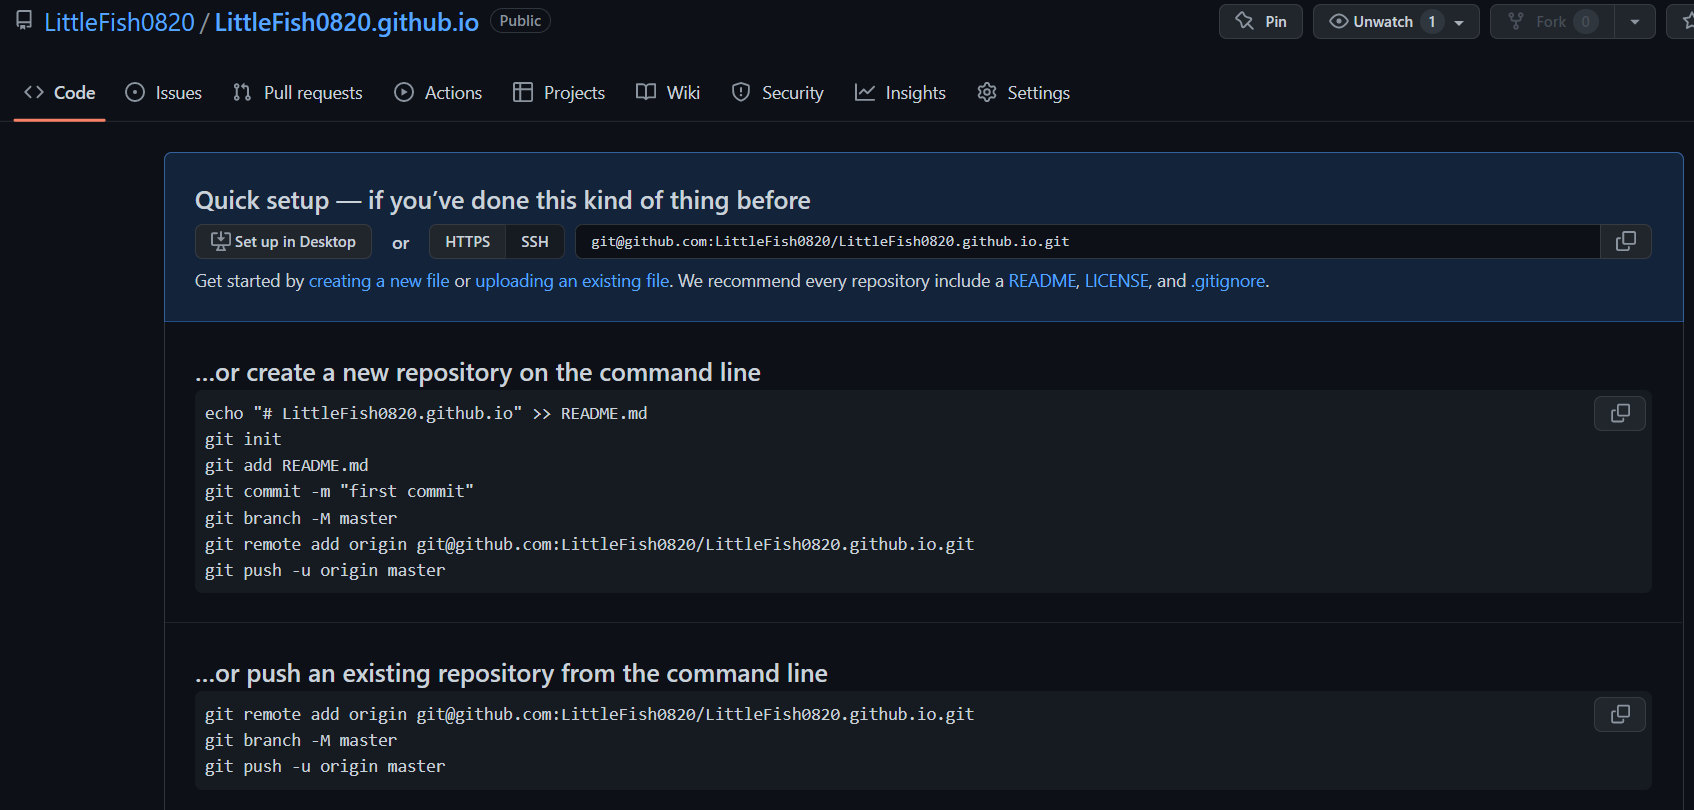 LittleFish0820 / LittleFish0820.github.io Public Pin Unwatch 1 Fork 0
Code Issues Pull requests Actions Projects Wiki Security Insights Settings
Quick setup — if you’ve done this kind of thing before
Set up in Desktop or HTTPS SSH git@github.com:LittleFish0820/LittleFish0820.github.io.git
Get started by creating a new file or uploading an existing file. We recommend every repository include a README, LICENSE, and .gitignore.
…or create a new repository on the command line
echo "# LittleFish0820.github.io" >> README.md
git init
git add README.md
git commit -m "first commit"
git branch -M master
git remote add origin git@github.com:LittleFish0820/LittleFish0820.github.io.git
git push -u origin master
…or push an existing repository from the command line
git remote add origin git@github.com:LittleFish0820/LittleFish0820.github.io.git
git branch -M master
git push -u origin master